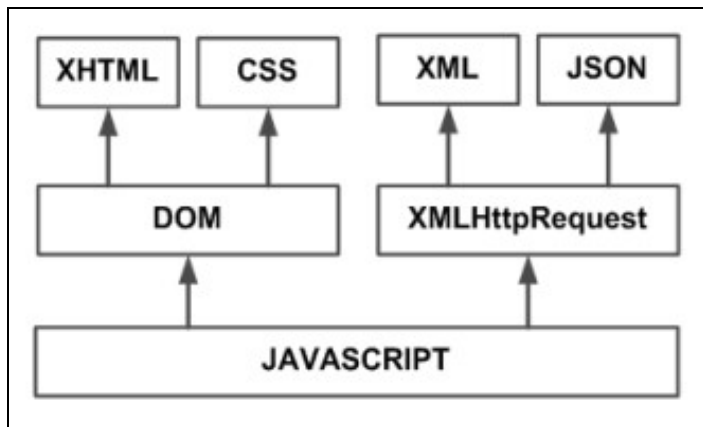 XHTML
CSS
XML
JSON
DOM
XMLHttpRequest
JAVASCRIPT